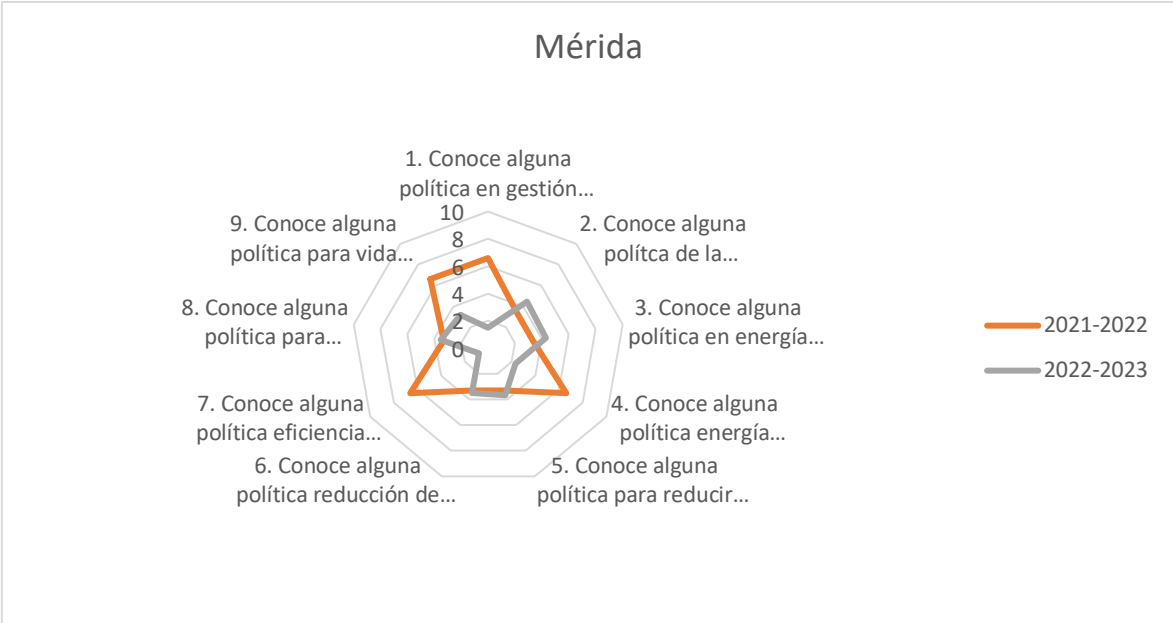 Mérida
1. Conoce alguna
política en gestión...
2. Conoce alguna
polítca de la...
3. Conoce alguna
política en energía...
4. Conoce alguna
política energía...
5. Conoce alguna
política para reducir...
6. Conoce alguna
política reducción de...
7. Conoce alguna
política eficiencia...
8. Conoce alguna
política para...
9. Conoce alguna
política para vida...
10
8
6
4
2
0
2021-2022
2022-2023